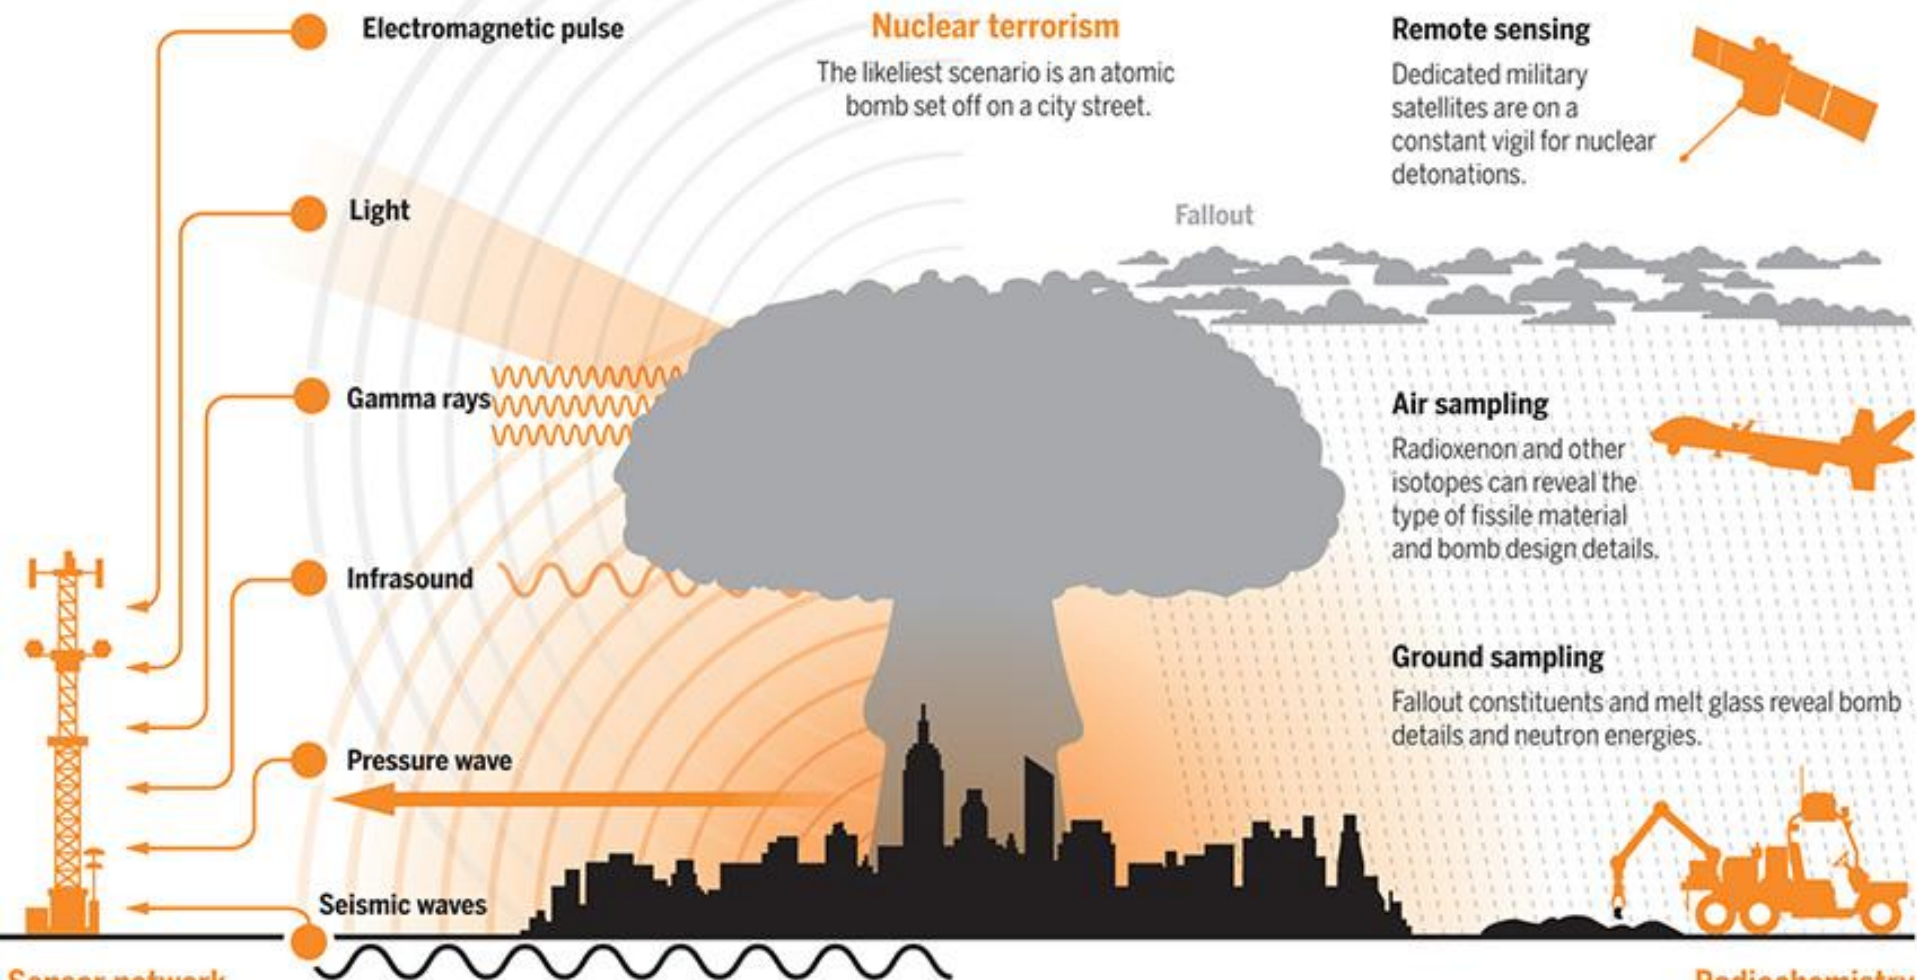 Electromagnetic pulse
Light
Gamma rays
Infrasound
Pressure wave
Seismic waves
Sensor network
Nuclear terrorism
The likeliest scenario is an atomic
bomb set off on a city street.
Fallout
Remote sensing
Dedicated military
satellites are on a
constant vigil for nuclear
detonations.
Air sampling
Radioxenon and other
isotopes can reveal the
type of fissile material
and bomb design details.
Ground sampling
Fallout constituents and melt glass reveal bomb
details and neutron energies.
Radiochemistry